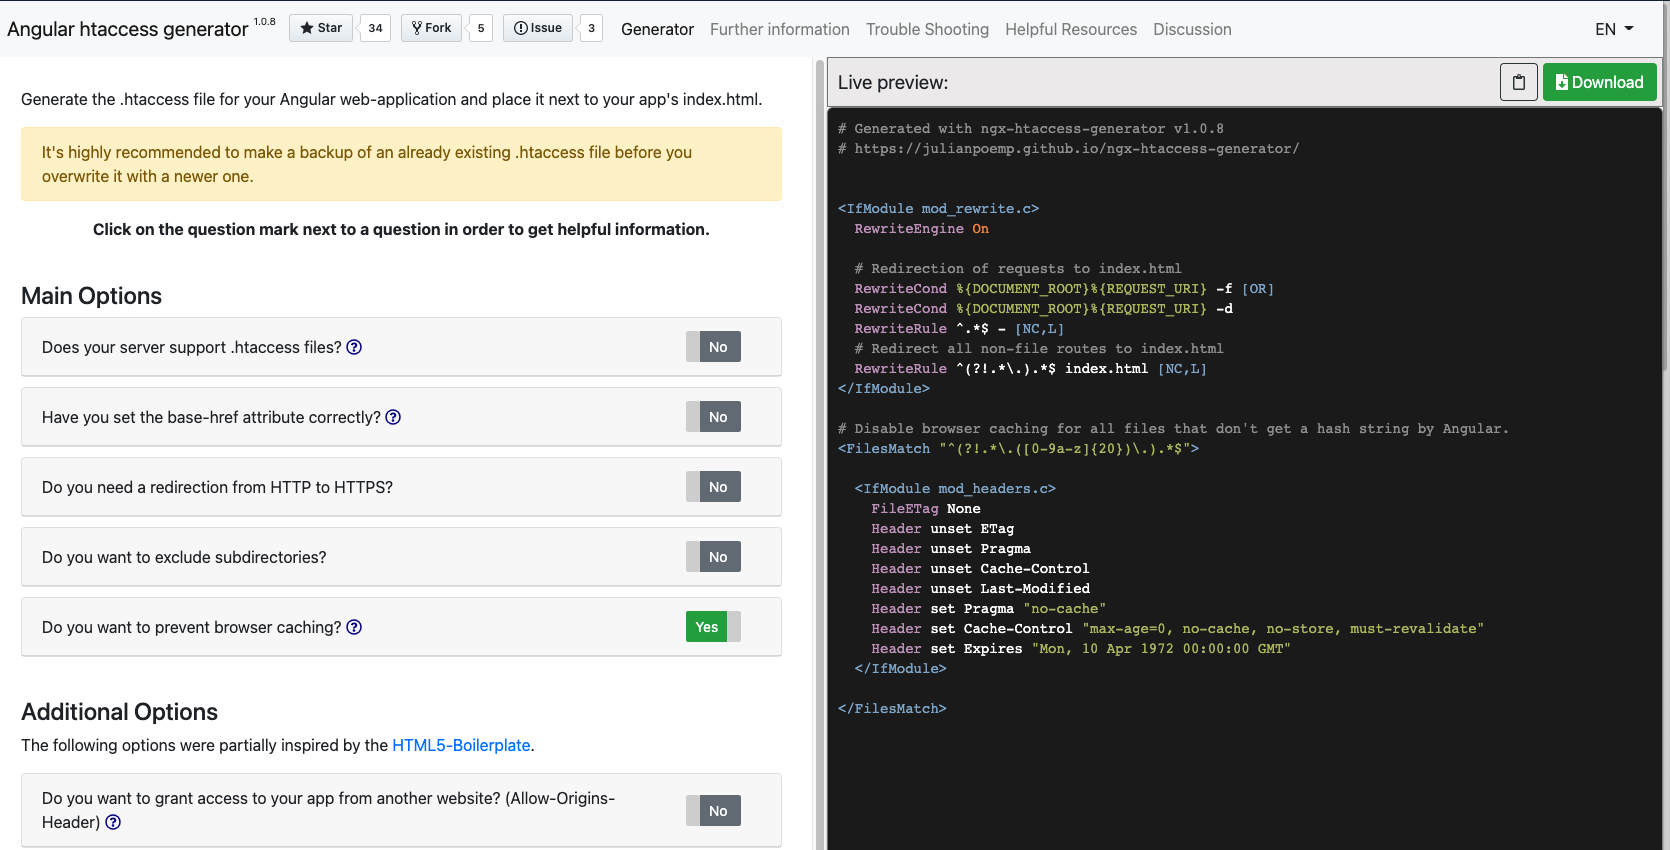 Angular htaccess generator 1.0.8 Star 34 Fork 5 Issue 3 Generator Further information Trouble Shooting Helpful Resources Discussion EN
Generate the .htaccess file for your Angular web-application and place it next to your app's index.html.
It's highly recommended to make a backup of an already existing .htaccess file before you
overwrite it with a newer one.
Click on the question mark next to a question in order to get helpful information.
Main Options
Does your server support .htaccess files? No
Have you set the base-href attribute correctly? No
Do you need a redirection from HTTP to HTTPS? No
Do you want to exclude subdirectories? No
Do you want to prevent browser caching? Yes
Additional Options
The following options were partially inspired by the HTML5-Boilerplate.
Do you want to grant access to your app from another website? (Allow-Origins-
Header) No
Live preview: Download
# Generated with ngx-htaccess-generator v1.0.8
# https://julianpoemp.github.io/ngx-htaccess-generator/
<IfModule mod_rewrite.c>
RewriteEngine On
# Redirection of requests to index.html
RewriteCond %{DOCUMENT_ROOT}%{REQUEST_URI} -f [OR]
RewriteCond %{DOCUMENT_ROOT}%{REQUEST_URI} -d
RewriteRule ^.*$ - [NC,L]
# Redirect all non-file routes to index.html
RewriteRule ^(?!.*\.).*$ index.html [NC,L]
</IfModule>
# Disable browser caching for all files that don't get a hash string by Angular.
<FilesMatch "^(?!.*\.([0-9a-z]{20})\.).*$">
<IfModule mod_headers.c>
FileETag None
Header unset ETag
Header unset Pragma
Header unset Cache-Control
Header unset Last-Modified
Header set Pragma "no-cache"
Header set Cache-Control "max-age=0, no-cache, no-store, must-revalidate"
Header set Expires "Mon, 10 Apr 1972 00:00:00 GMT"
</IfModule>
</FilesMatch>